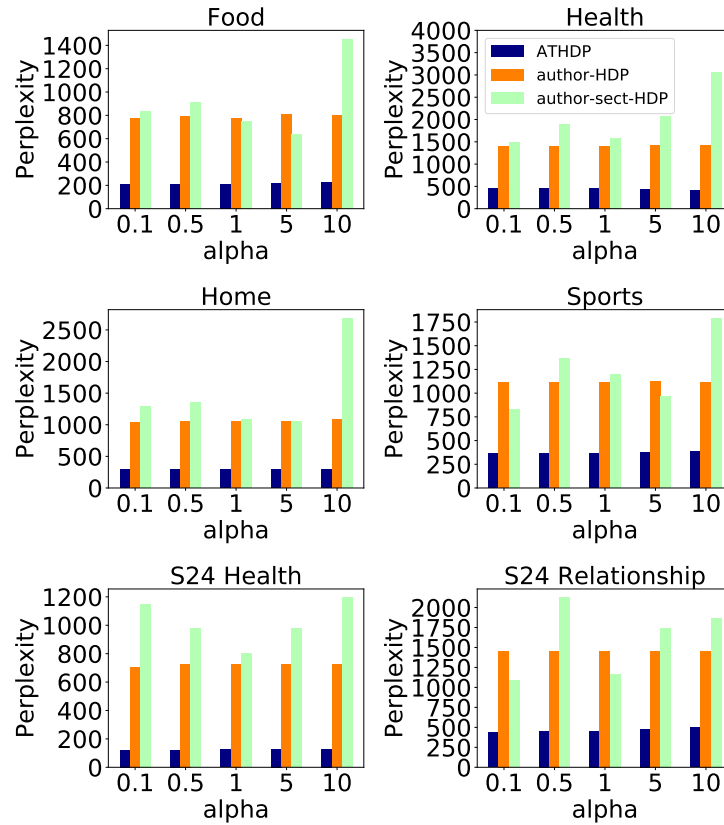 Food
Perplexity
1400
1200
1000
800
600
400
200
0
0.1 0.5 1 5 10
alpha
Health
Perplexity
4000
3500
3000
2500
2000
1500
1000
500
0
ATHDP
author-HDP
author-sect-HDP
0.1 0.5 1 5 10
alpha
Home
Perplexity
2500
2000
1500
1000
500
0
0.1 0.5 1 5 10
alpha
Sports
Perplexity
1750
1500
1250
1000
750
500
250
0
0.1 0.5 1 5 10
alpha
S24 Health
Perplexity
1200
1000
800
600
400
200
0
0.1 0.5 1 5 10
alpha
S24 Relationship
Perplexity
2000
1750
1500
1250
1000
750
500
250
0
0.1 0.5 1 5 10
alpha